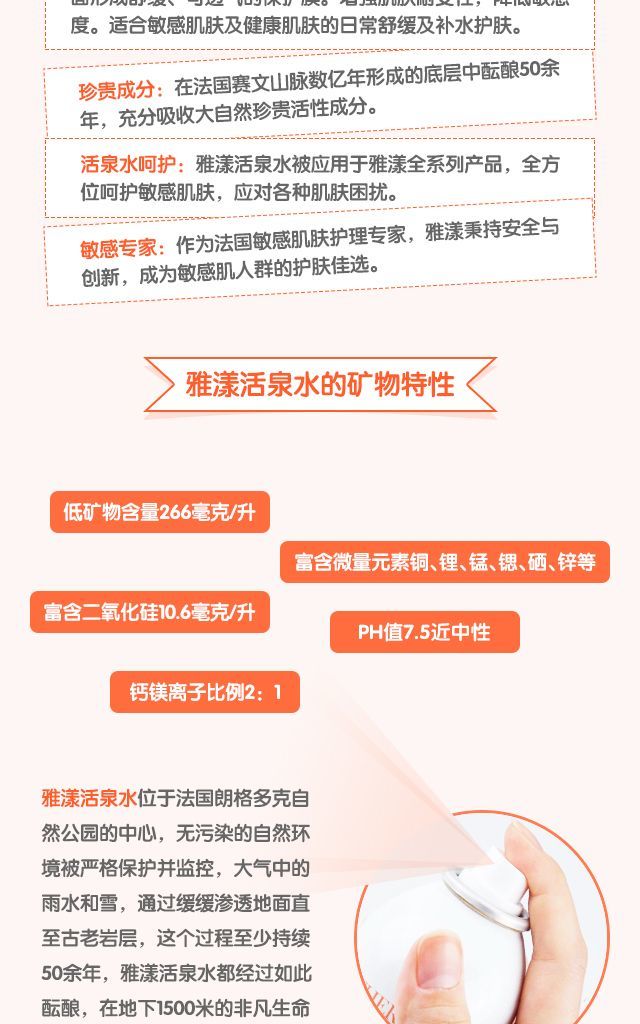 度。适合敏感肌肤及健康肌肤的日常舒缓及补水护肤。
珍贵成分：在法国赛文山脉数亿年形成的底层中酝酿50余
年，充分吸收大自然珍贵活性成分。
活泉水呵护：雅漾活泉水被应用于雅漾全系列产品，全方
位呵护敏感肌肤，应对各种肌肤困扰。
敏感专家：作为法国敏感肌肤护理专家，雅漾秉持安全与
创新，成为敏感肌人群的护肤佳选。
雅漾活泉水的矿物特性
低矿物含量266毫克/升
富含微量元素铜、锂、锰、锶、硒、锌等
富含二氧化硅10.6毫克/升
PH值7.5近中性
钙镁离子比例2：1
雅漾活泉水位于法国朗格多克自
然公园的中心，无污染的自然环
境被严格保护并监控，大气中的
雨水和雪，通过缓缓渗透地面直
至古老岩层，这个过程至少持续
50余年，雅漾活泉水都经过如此
酝酿，在地下1500米的非凡生命